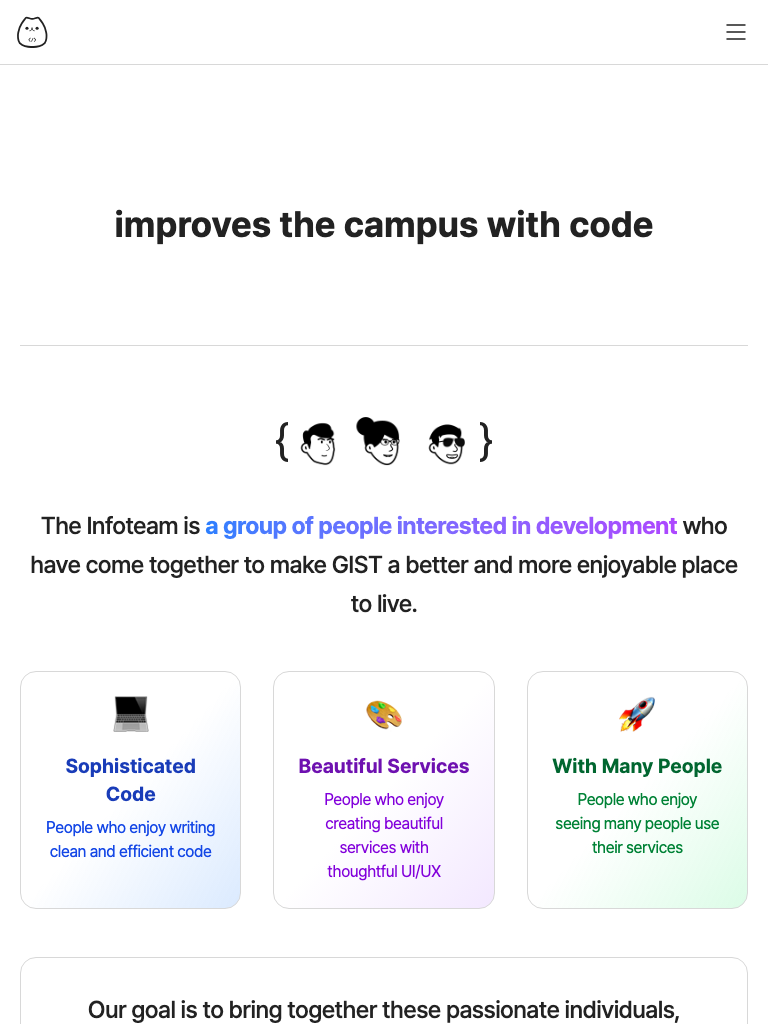 improves the campus with code
{ }
The Infoteam is a group of people interested in development who
have come together to make GIST a better and more enjoyable place
to live.
Sophisticated
Code
People who enjoy writing
clean and efficient code
Beautiful Services
People who enjoy
creating beautiful
services with
thoughtful UI/UX
With Many People
People who enjoy
seeing many people use
their services
Our goal is to bring together these passionate individuals,